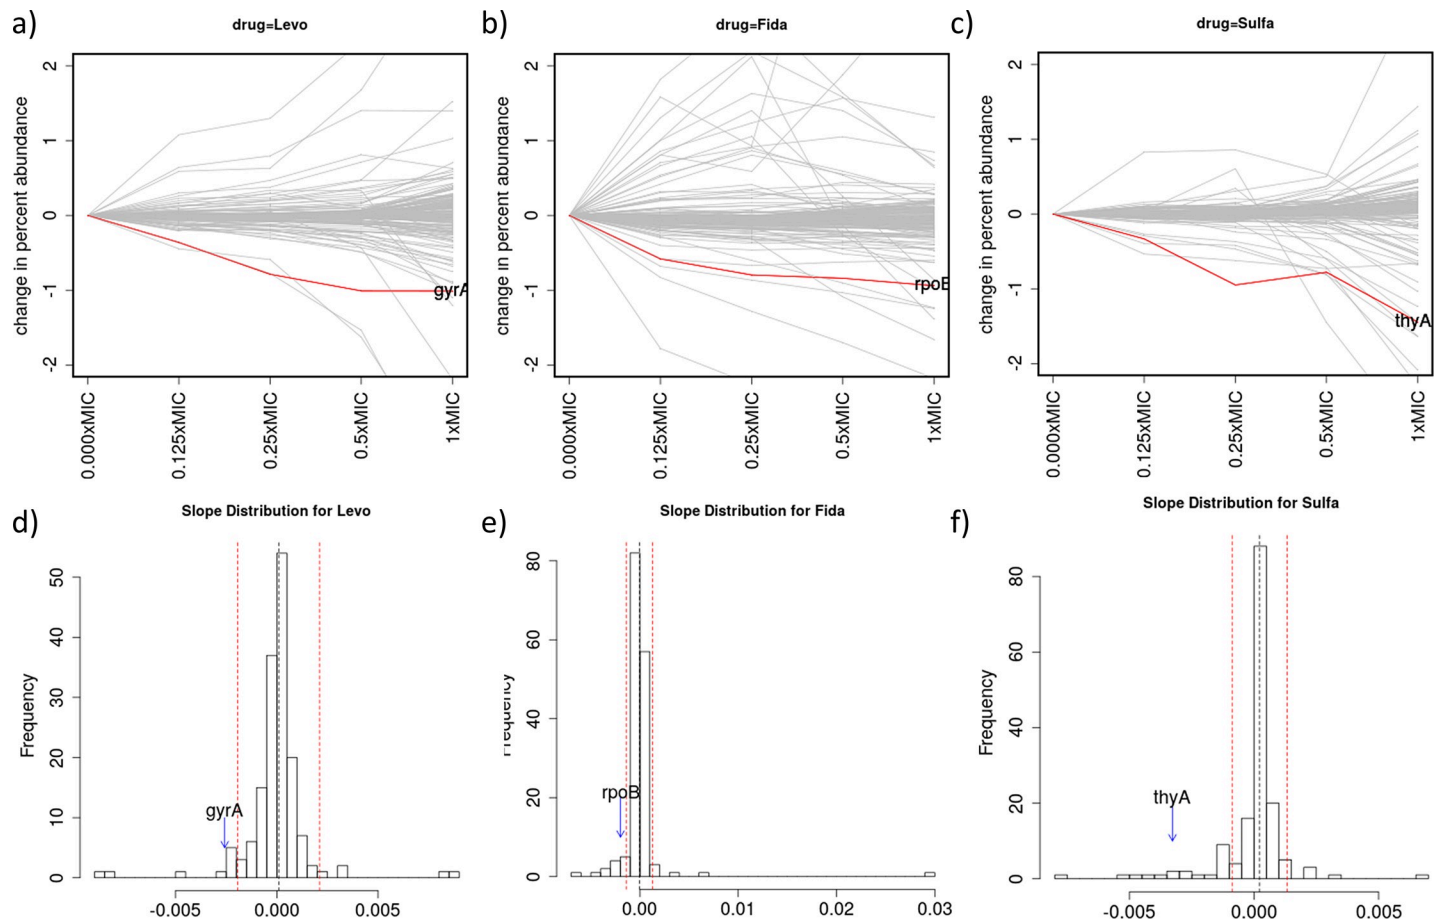 a)
drug=Levo
change in percent abundance
2
1
0
-1
-2
gyrA
0.000xMIC
0.125xMIC
0.25xMIC
0.5xMIC
1xMIC
b)
drug=Fida
change in percent abundance
2
1
0
-1
-2
rpoB
0.000xMIC
0.125xMIC
0.25xMIC
0.5xMIC
1xMIC
c)
drug=Sulfa
change in percent abundance
2
1
0
-1
-2
thyA
0.000xMIC
0.125xMIC
0.25xMIC
0.5xMIC
1xMIC
d)
Slope Distribution for Levo
Frequency
50
40
30
20
10
0
gyrA
-0.005
0.000
0.005
e)
Slope Distribution for Fida
Frequency
80
60
40
20
0
rpoB
0.00
0.01
0.02
0.03
f)
Slope Distribution for Sulfa
Frequency
80
60
40
20
0
thyA
-0.005
0.000
0.005